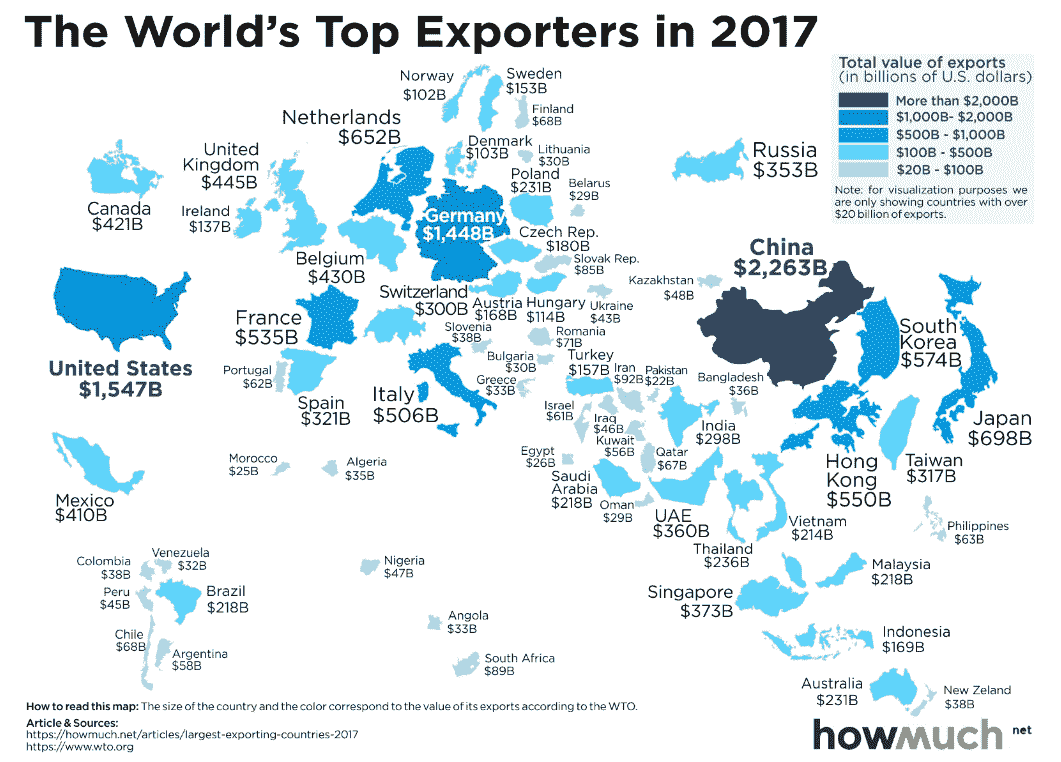 The World's Top Exporters in 2017
Total value of exports
(in billions of U.S. dollars)
More than $2,000B
$1,000B- $2,000B
$500B - $1,000B
$100B - $500B
$20B - $100B
Note: for visualization purposes we
are only showing countries with over
$20 billion of exports.
Norway
$102B
Sweden
$153B
Finland
$68B
Netherlands
$652B
Denmark
$103B
Lithuania
$30B
United
Kingdom
$445B
Poland
$231B
Belarus
$29B
Russia
$353B
Canada
$421B
Ireland
$137B
Germany
$1,448B
Czech Rep.
$180B
Slovak Rep.
$85B
Belgium
$430B
China
$2,263B
Kazakhstan
$48B
Switzerland
$300B
Austria
$168B
Hungary
$114B
Ukraine
$43B
France
$535B
Slovenia
$38B
Romania
$71B
South
Korea
$574B
United States
$1,547B
Portugal
$62B
Bulgaria
$30B
Turkey
$157B
Iran
$92B
Pakistan
$22B
Bangladesh
$36B
Greece
$33B
Spain
$321B
Italy
$506B
Israel
$61B
Iraq
$46B
Kuwait
$56B
India
$298B
Japan
$698B
Egypt
$26B
Qatar
$67B
Hong
Kong
$550B
Taiwan
$317B
Morocco
$25B
Algeria
$35B
Saudi
Arabia
$218B
Oman
$29B
UAE
$360B
Mexico
$410B
Vietnam
$214B
Philippines
$63B
Thailand
$236B
Colombia
$38B
Venezuela
$32B
Nigeria
$47B
Malaysia
$218B
Peru
$45B
Brazil
$218B
Singapore
$373B
Angola
$33B
Chile
$68B
Argentina
$58B
South Africa
$89B
Indonesia
$169B
Australia
$231B
New Zeland
$38B
How to read this map: The size of the country and the color correspond to the value of its exports according to the WTO.
Article & Sources:
https://howmuch.net/articles/largest-exporting-countries-2017
https://www.wto.org
howmuch net